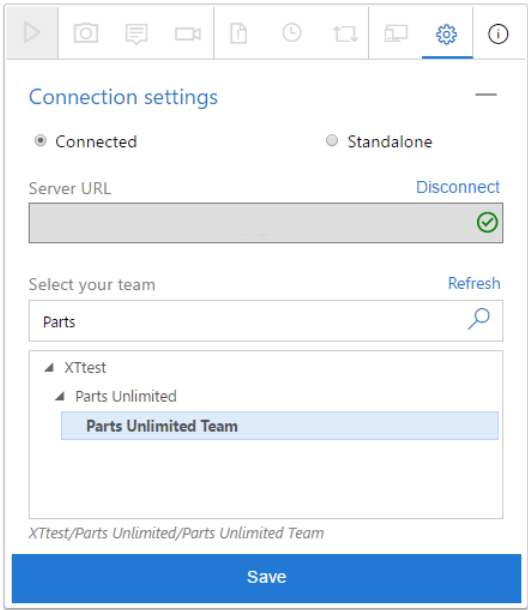 Connection settings
Connected
Standalone
Server URL
Disconnect
Select your team
Refresh
Parts
XTtest
Parts Unlimited
Parts Unlimited Team
XTtest/Parts Unlimited/Parts Unlimited Team
Save